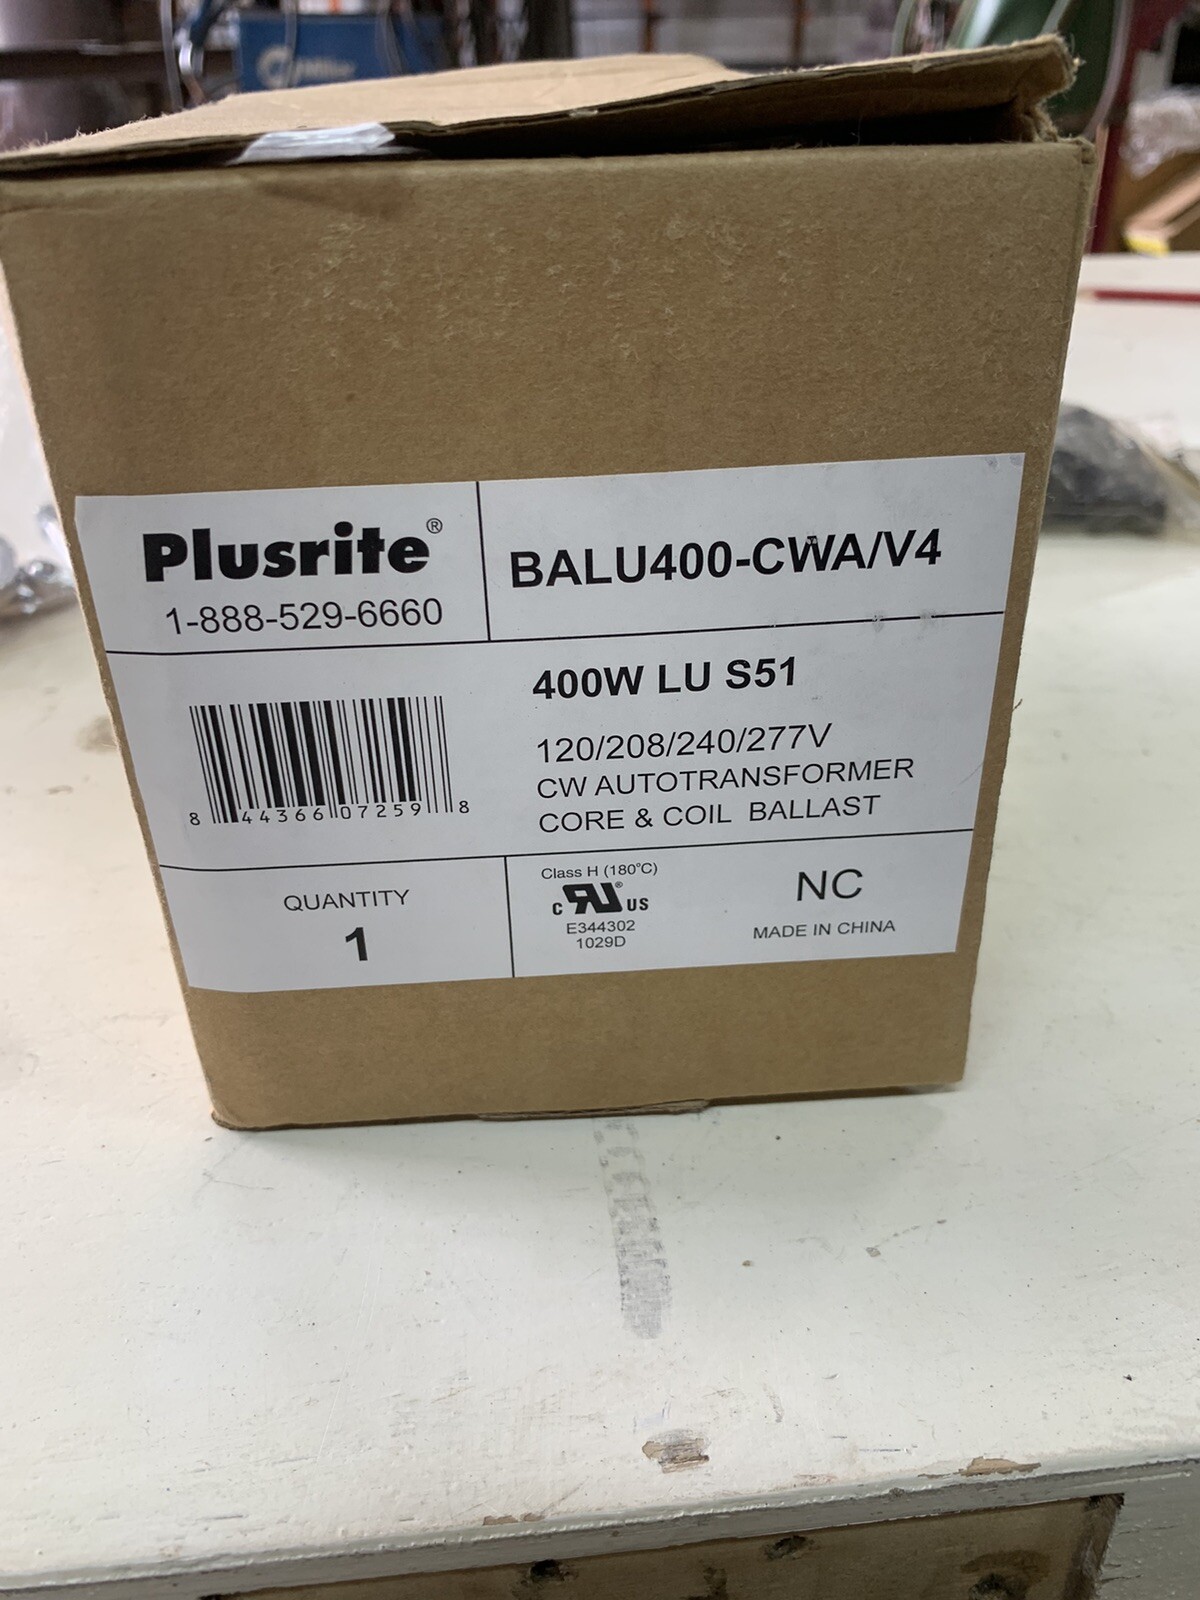 Plusrite®
1-888-529-6660
BALU400-CWA/V4
400W LU S51
120/208/240/277V
CW AUTOTRANSFORMER
CORE & COIL BALLAST
8 44366 07259 8
QUANTITY
1
Class H (180°C)
c RU® US
E344302
1029D
NC
MADE IN CHINA